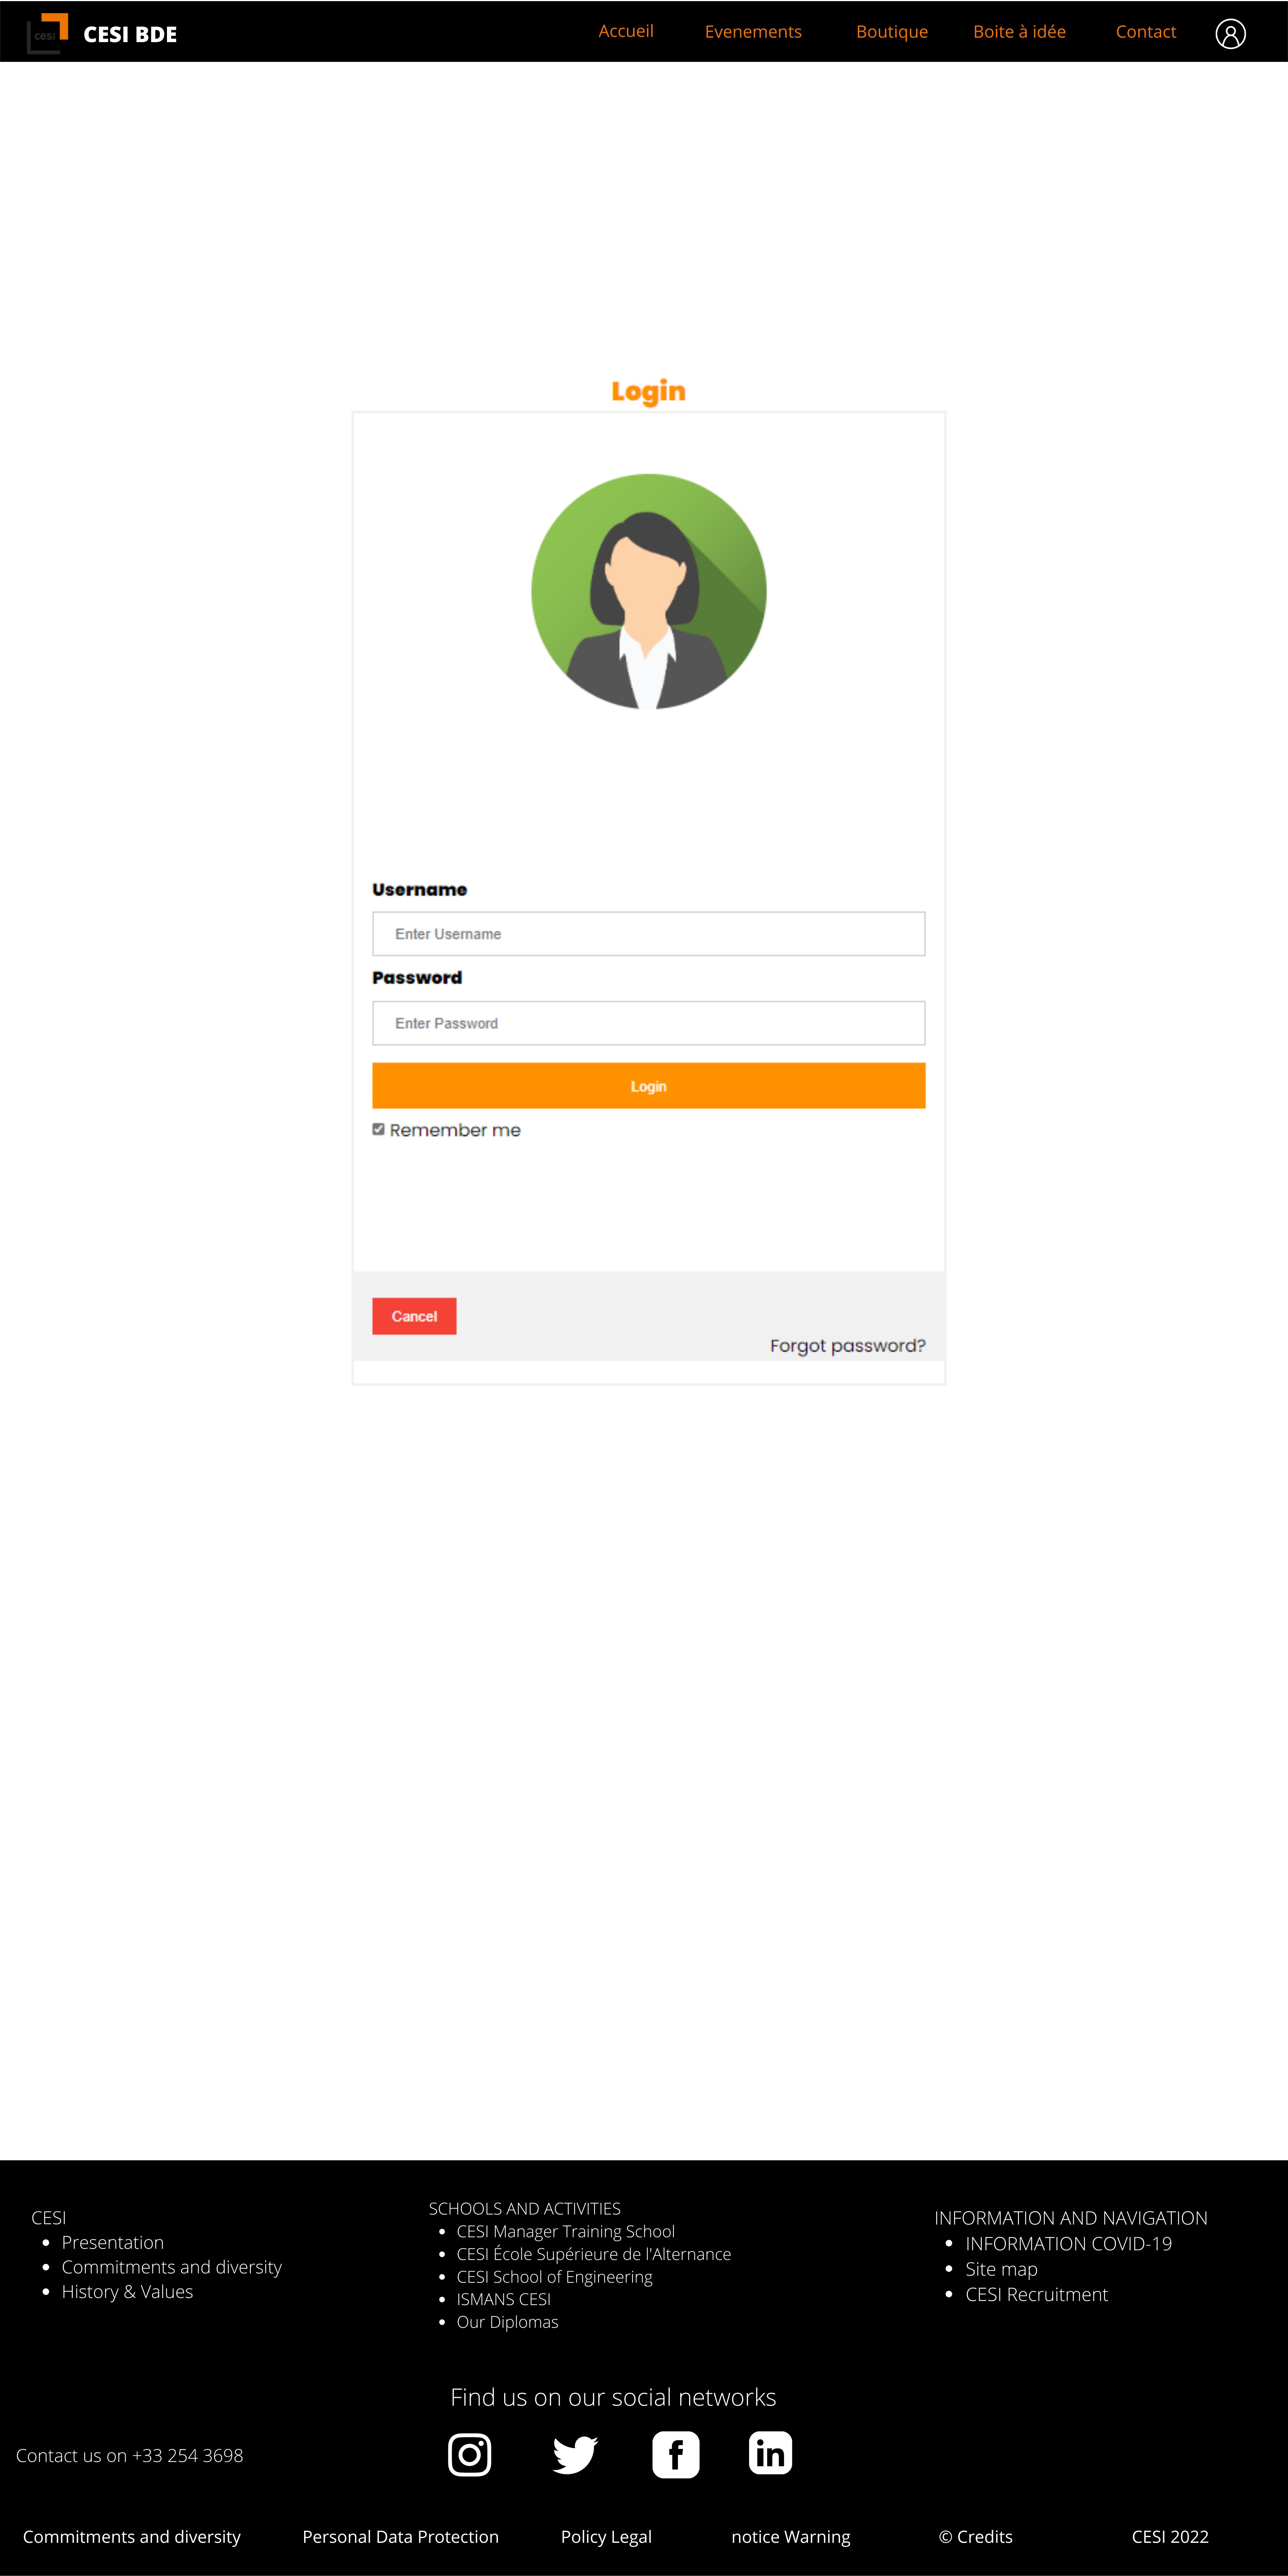 cesi
CESI BDE
Accueil
Evenements
Boutique
Boite à idée
Contact
Login
Username
Enter Username
Password
Enter Password
Login
Remember me
Cancel
Forgot password?
CESI
Presentation
Commitments and diversity
History & Values
SCHOOLS AND ACTIVITIES
CESI Manager Training School
CESI École Supérieure de l'Alternance
CESI School of Engineering
ISMANS CESI
Our Diplomas
INFORMATION AND NAVIGATION
INFORMATION COVID-19
Site map
CESI Recruitment
Find us on our social networks
Contact us on +33 254 3698
Commitments and diversity
Personal Data Protection
Policy Legal
notice Warning
© Credits
CESI 2022